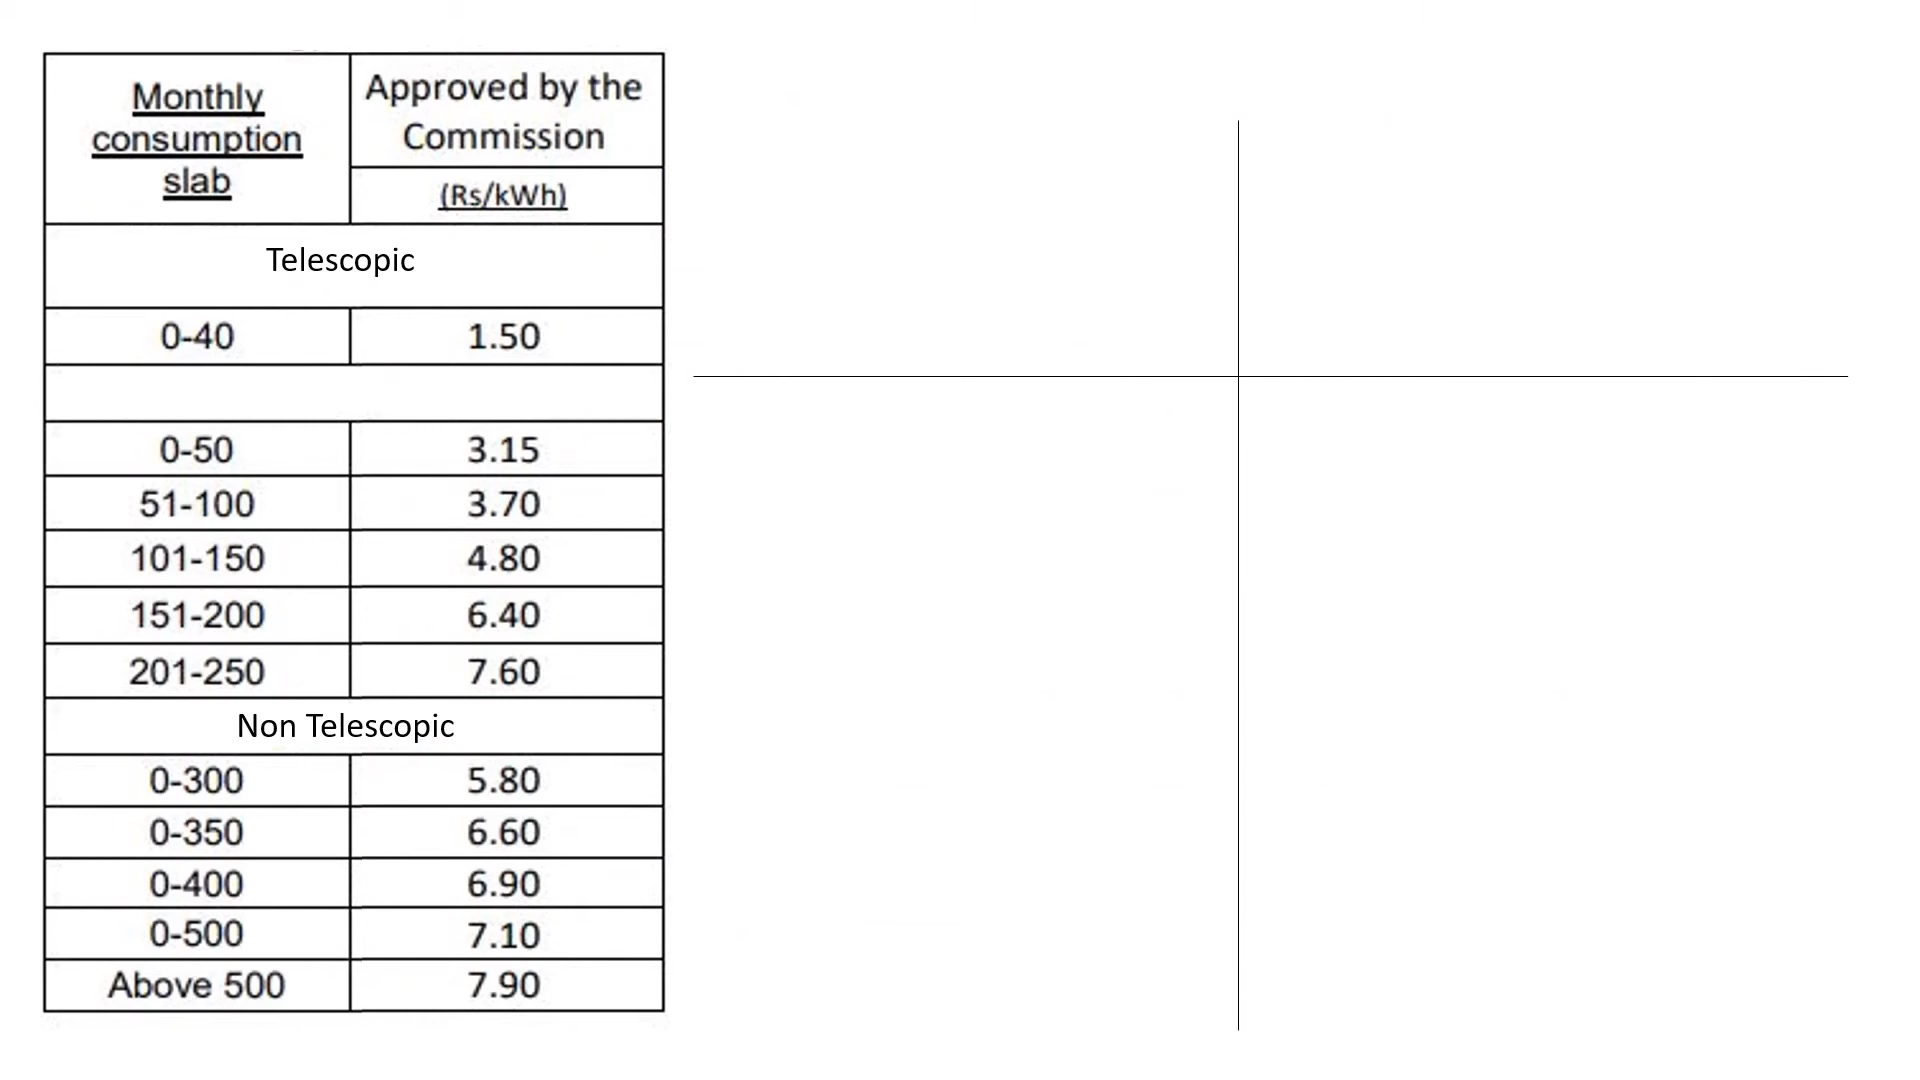 Monthly
consumption
slab
Approved by the
Commission
(Rs/kWh)
Telescopic
0-40 1.50
0-50 3.15
51-100 3.70
101-150 4.80
151-200 6.40
201-250 7.60
Non Telescopic
0-300 5.80
0-350 6.60
0-400 6.90
0-500 7.10
Above 500 7.90